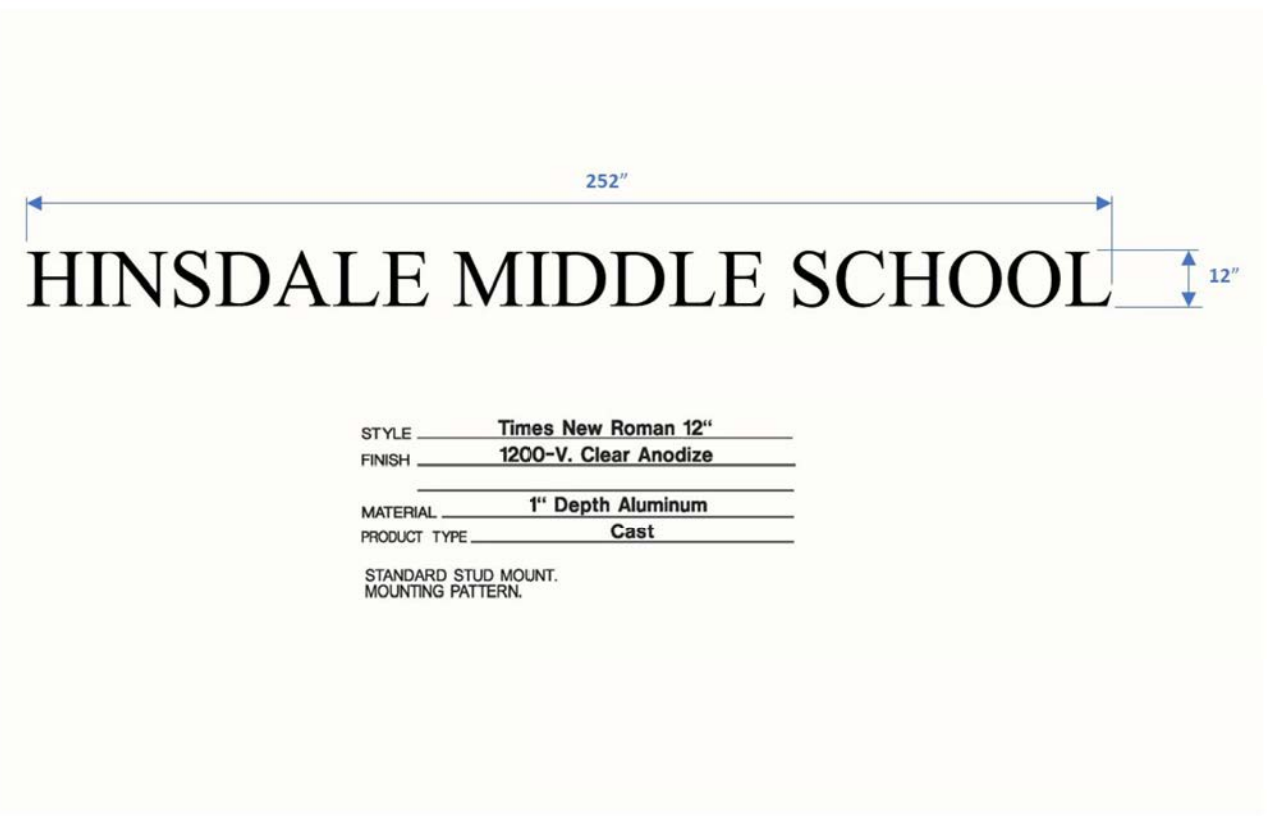 252″
HINSDALE MIDDLE SCHOOL
12″
STYLE Times New Roman 12“
FINISH 1200-V. Clear Anodize
MATERIAL 1“ Depth Aluminum
PRODUCT TYPE Cast
STANDARD STUD MOUNT.
MOUNTING PATTERN.